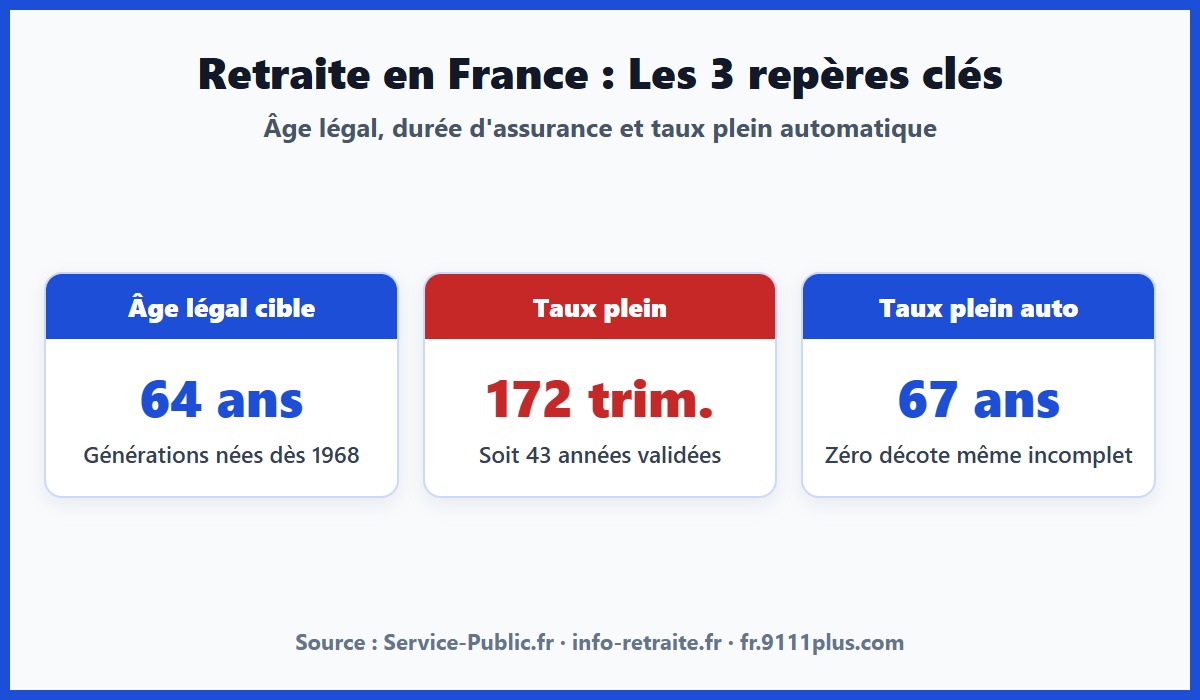 Retraite en France : Les 3 repères clés
Âge légal, durée d'assurance et taux plein automatique
Âge légal cible
64 ans
Générations nées dès 1968
Taux plein
172 trim.
Soit 43 années validées
Taux plein auto
67 ans
Zéro décote même incomplet
Source : Service-Public.fr · info-retraite.fr · fr.9111plus.com